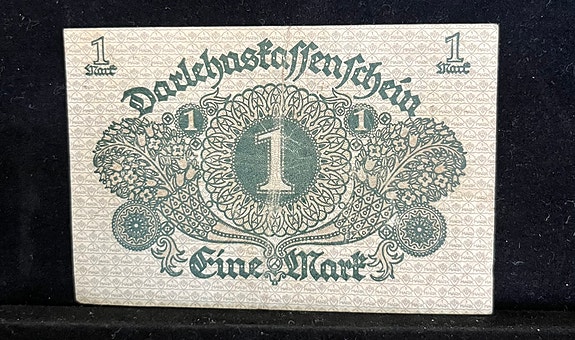 1 1
Mark Mark
Darlehnskassenschein
1 1
1
Eine Mark